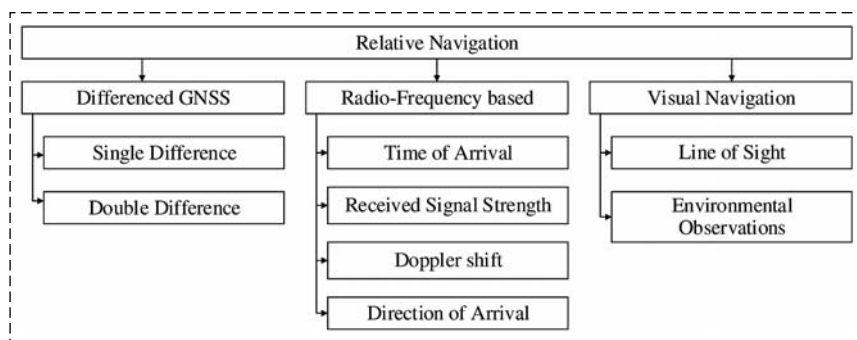 Relative Navigation
Differenced GNSS
Single Difference
Double Difference
Radio-Frequency based
Time of Arrival
Received Signal Strength
Doppler shift
Direction of Arrival
Visual Navigation
Line of Sight
Environmental
Observations